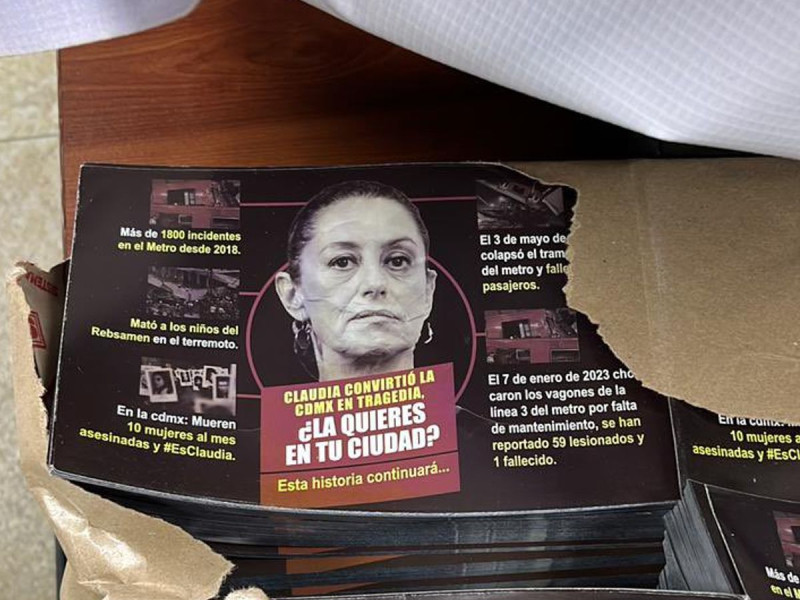 Más de 1800 incidentes
en el Metro desde 2018.
Mató a los niños del
Rebsamen en el terremoto.
En la cdmx: Mueren
10 mujeres al mes
asesinadas y #EsClaudia.
CLAUDIA CONVIRTIÓ LA
CDMX EN TRAGEDIA,
¿LA QUIERES
EN TU CIUDAD?
Esta historia continuará...
El 3 de mayo de
colapsó el tram
del metro y falle
pasajeros.
El 7 de enero de 2023 cho
caron los vagones de la
línea 3 del metro por falta
de mantenimiento, se han
reportado 59 lesionados y
1 fallecido.
En la cdmx:
10 mujeres a
asesinadas y #Es
Más de
en el M